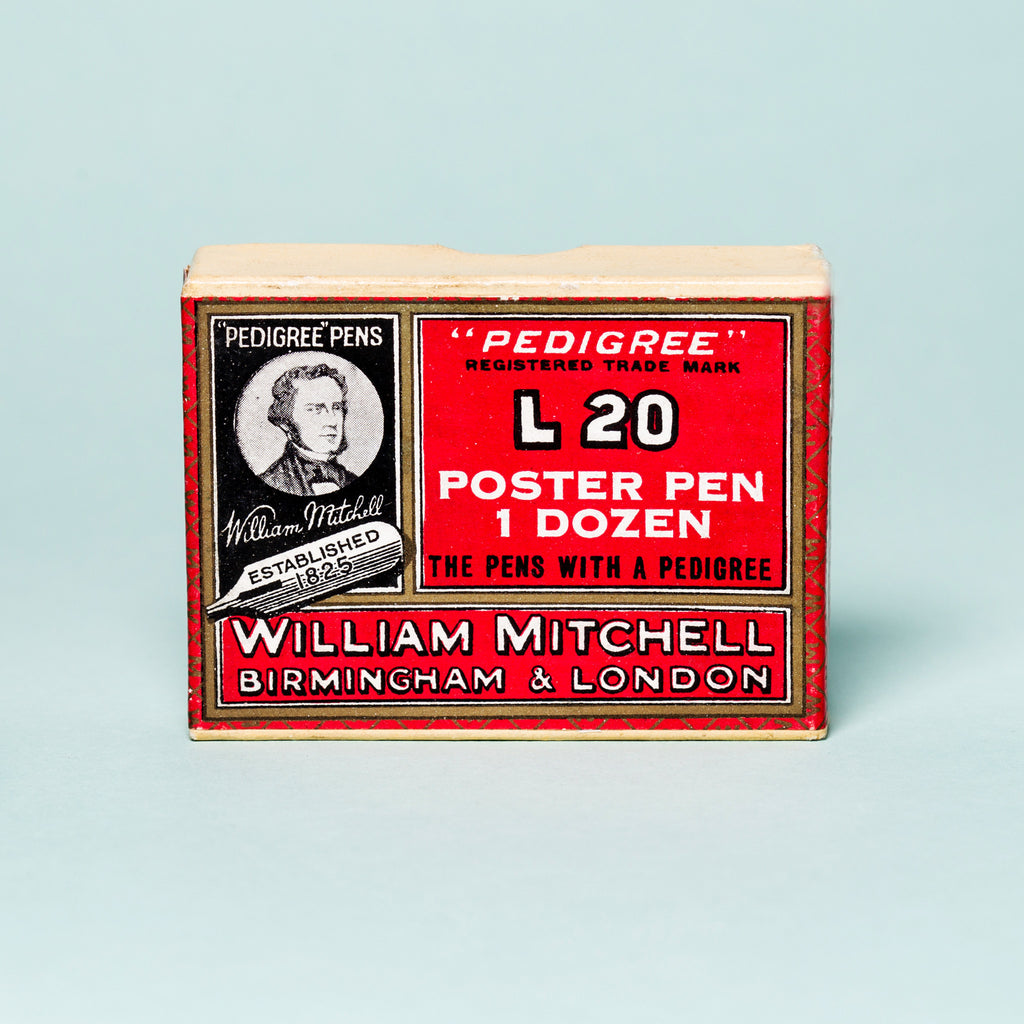 "PEDIGREE" PENS
William Mitchell
ESTABLISHED
1825
"PEDIGREE"
REGISTERED TRADE MARK
L 20
POSTER PEN
1 DOZEN
THE PENS WITH A PEDIGREE
WILLIAM MITCHELL
BIRMINGHAM & LONDON